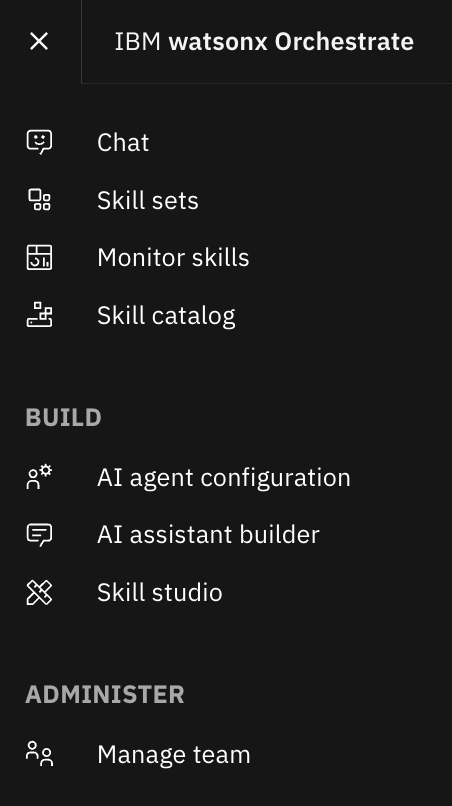 IBM watsonx Orchestrate
Chat
Skill sets
Monitor skills
Skill catalog
BUILD
AI agent configuration
AI assistant builder
Skill studio
ADMINISTER
Manage team